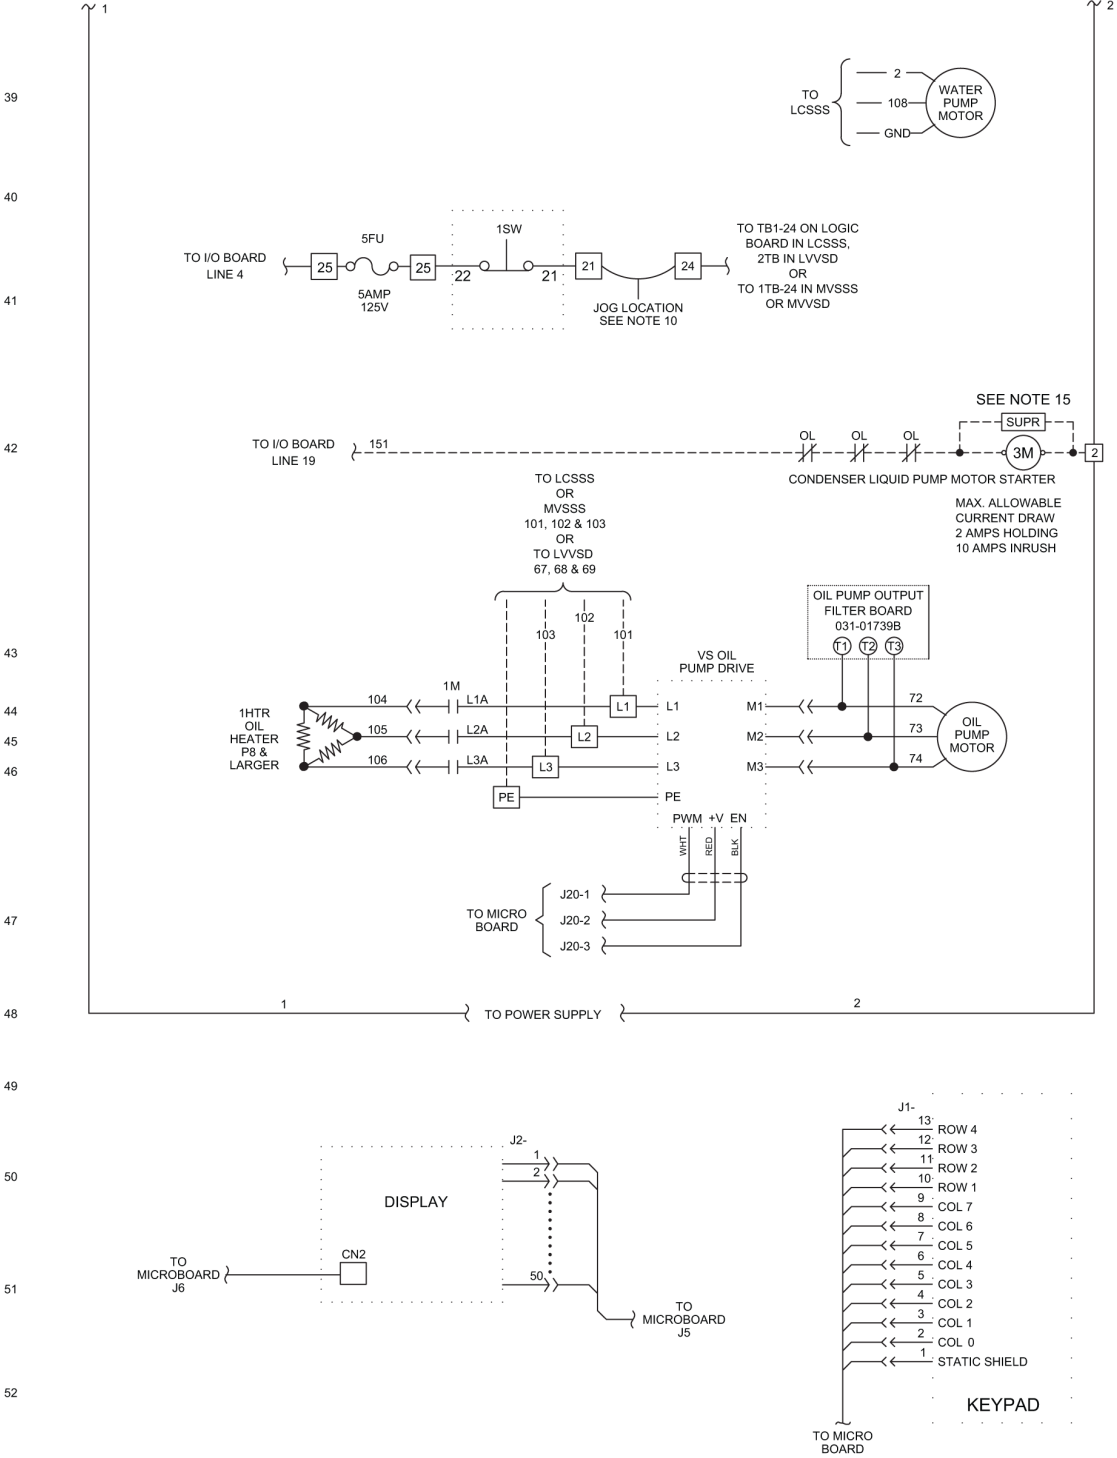 1
2
39
TO
LCSSS
2
108
GND
WATER
PUMP
MOTOR
40
TO I/O BOARD
LINE 4
25
5FU
5AMP
125V
25
22
1SW
21
21
JOG LOCATION
SEE NOTE 10
24
TO TB1-24 ON LOGIC
BOARD IN LCSSS,
2TB IN LVVSD
OR
TO 1TB-24 IN MVSSS
OR MVVSD
41
42
TO I/O BOARD
LINE 19
151
OL
OL
OL
SEE NOTE 15
SUPR
3M
2
CONDENSER LIQUID PUMP MOTOR STARTER
MAX. ALLOWABLE
CURRENT DRAW
2 AMPS HOLDING
10 AMPS INRUSH
TO LCSSS
OR
MVSSS
101, 102 & 103
OR
TO LVVSD
67, 68 & 69
103
102
101
OIL PUMP OUTPUT
FILTER BOARD
031-01739B
T1
T2
T3
43
VS OIL
PUMP DRIVE
44
45
46
1HTR
OIL
HEATER
P8 &
LARGER
104
1M
L1A
L1
L1
M1
72
105
L2A
L2
L2
M2
73
106
L3A
L3
L3
M3
74
PE
PE
OIL
PUMP
MOTOR
PWM +V EN
WHT
RED
BLK
47
TO MICRO
BOARD
J20-1
J20-2
J20-3
48
1
TO POWER SUPPLY
2
49
50
51
52
DISPLAY
CN2
TO
MICROBOARD
J6
J2-
1
2
50
TO
MICROBOARD
J5
J1-
13 ROW 4
12 ROW 3
11 ROW 2
10 ROW 1
9 COL 7
8 COL 6
7 COL 5
6 COL 4
5 COL 3
4 COL 2
3 COL 1
2 COL 0
1 STATIC SHIELD
KEYPAD
TO MICRO
BOARD